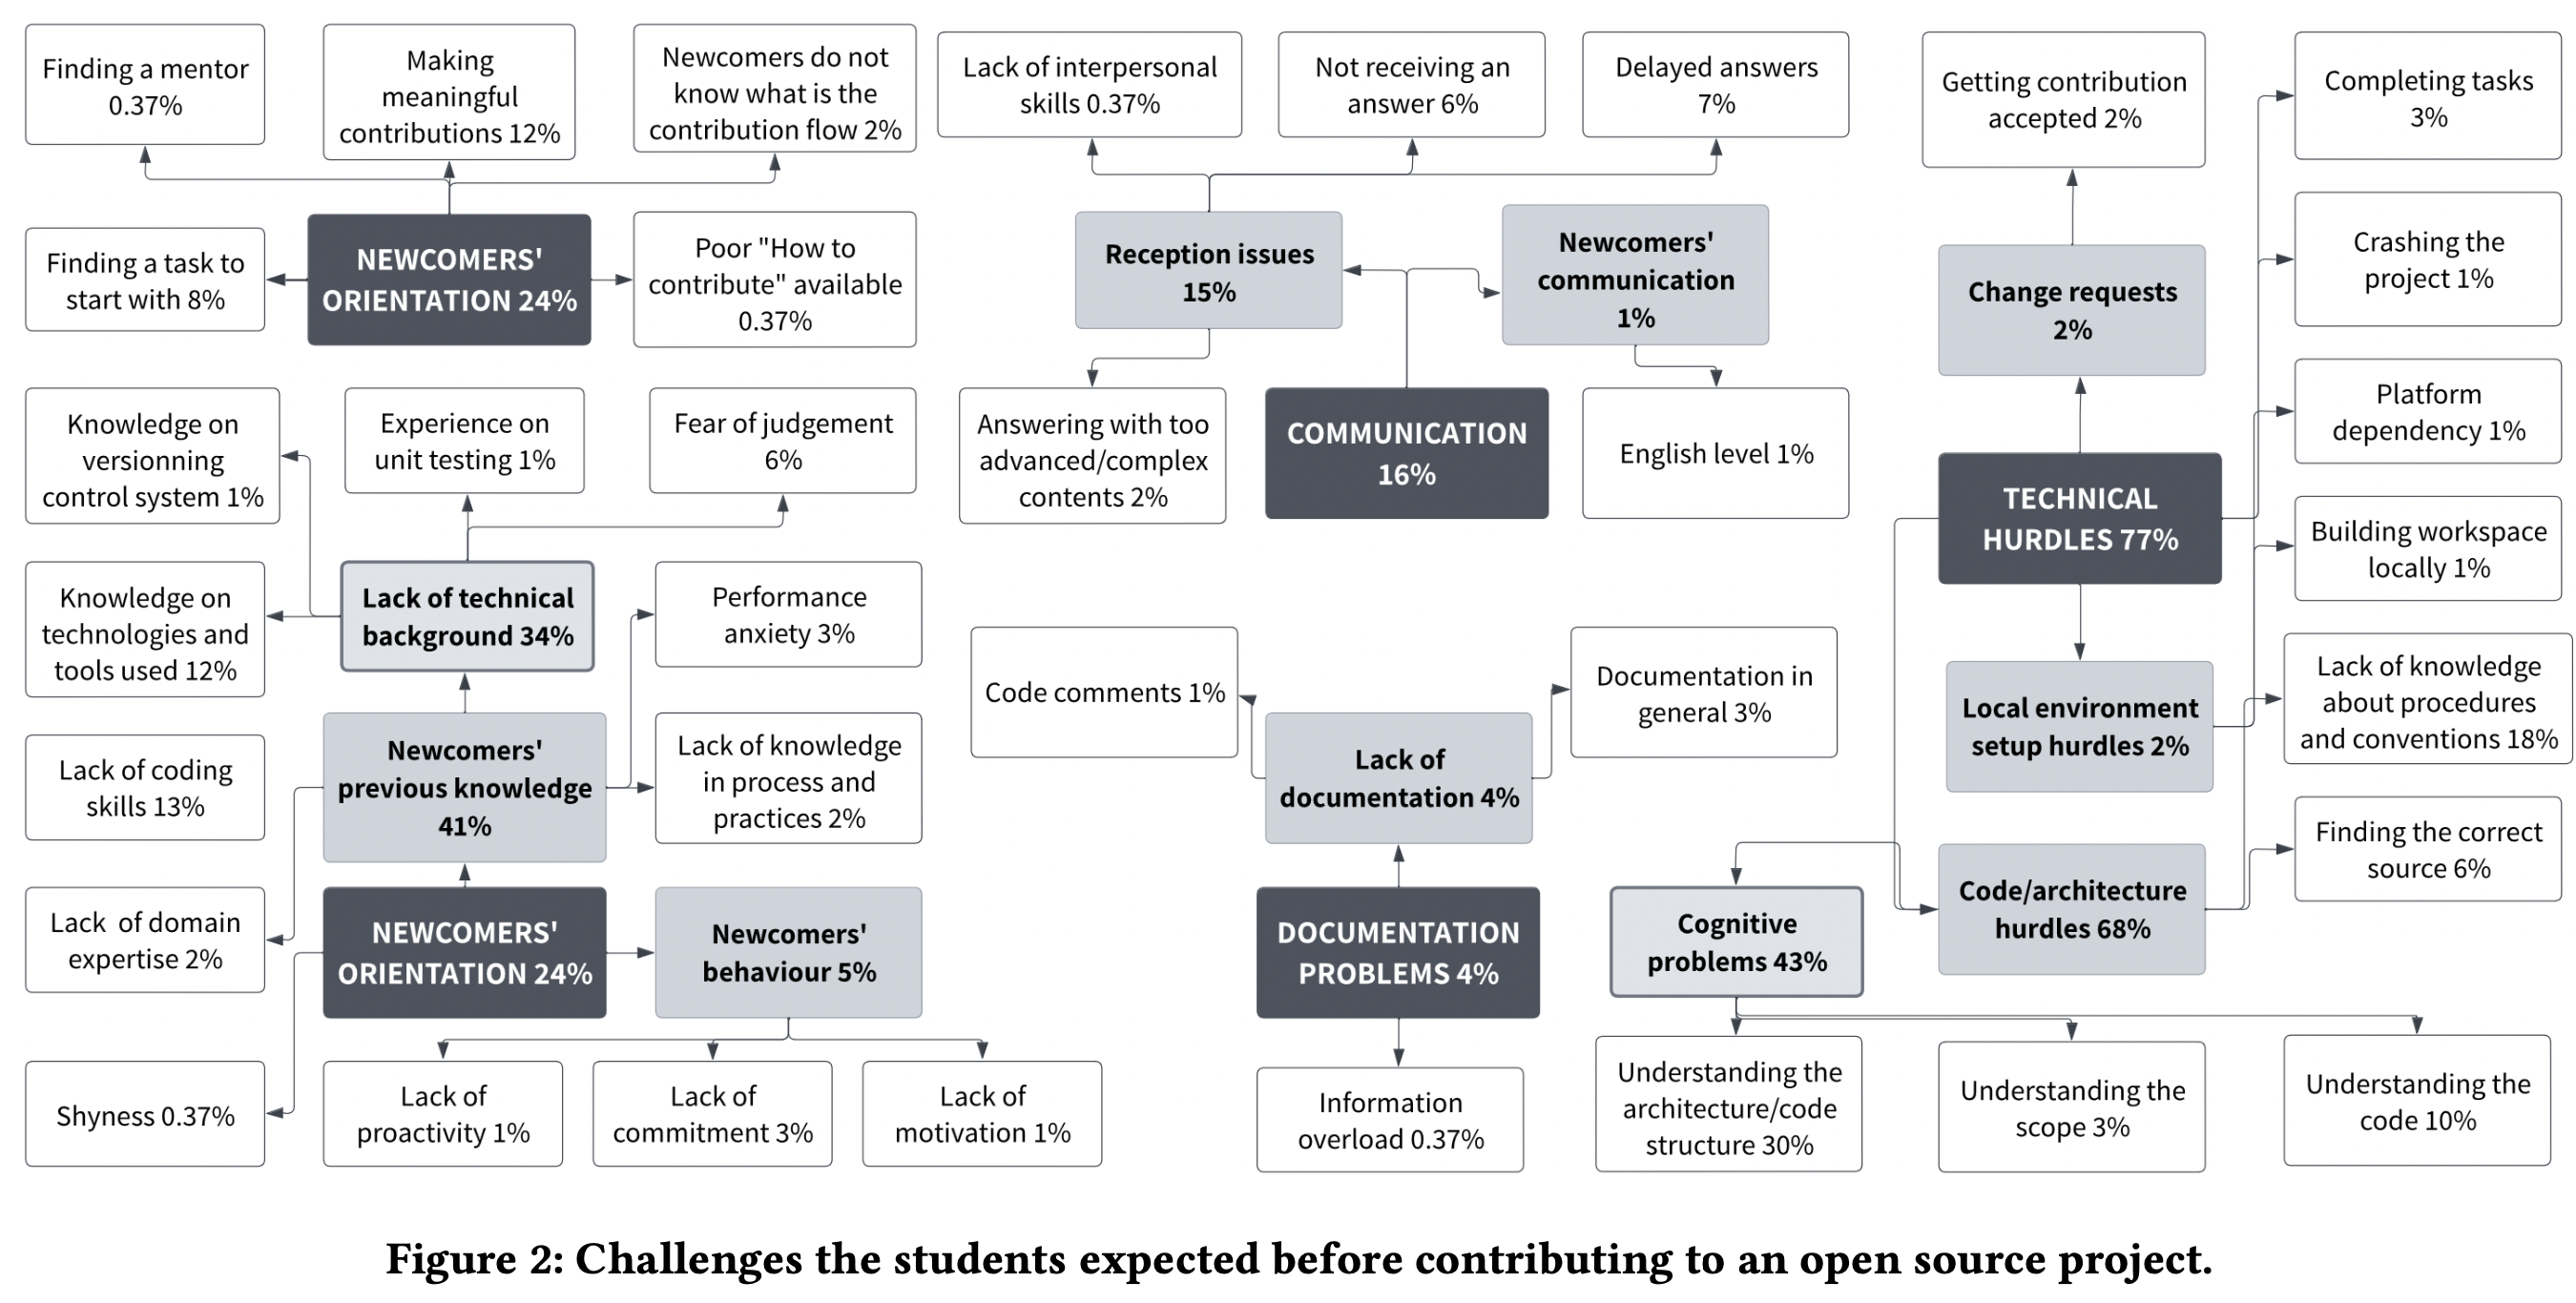 Finding a mentor
0.37%
Making
meaningful
contributions 12%
Newcomers do not
know what is the
contribution flow 2%
Finding a task to
start with 8%
NEWCOMERS'
ORIENTATION 24%
Poor "How to
contribute" available
0.37%
Lack of interpersonal
skills 0.37%
Not receiving an
answer 6%
Delayed answers
7%
Reception issues
15%
Newcomers'
communication
1%
Answering with too
advanced/complex
contents 2%
COMMUNICATION
16%
English level 1%
Getting contribution
accepted 2%
Change requests
2%
TECHNICAL
HURDLES 77%
Completing tasks
3%
Crashing the
project 1%
Platform
dependency 1%
Building workspace
locally 1%
Lack of knowledge
about procedures
and conventions 18%
Finding the correct
source 6%
Local environment
setup hurdles 2%
Code/architecture
hurdles 68%
Cognitive
problems 43%
Understanding the
architecture/code
structure 30%
Understanding the
scope 3%
Understanding the
code 10%
Knowledge on
versionning
control system 1%
Experience on
unit testing 1%
Fear of judgement
6%
Knowledge on
technologies and
tools used 12%
Lack of technical
background 34%
Performance
anxiety 3%
Lack of coding
skills 13%
Newcomers'
previous knowledge
41%
Lack of knowledge
in process and
practices 2%
Lack  of domain
expertise 2%
NEWCOMERS'
ORIENTATION 24%
Newcomers'
behaviour 5%
Shyness 0.37%
Lack of
proactivity 1%
Lack of
commitment 3%
Lack of
motivation 1%
Code comments 1%
Documentation in
general 3%
Lack of
documentation 4%
DOCUMENTATION
PROBLEMS 4%
Information
overload 0.37%
Figure 2: Challenges the students expected before contributing to an open source project.